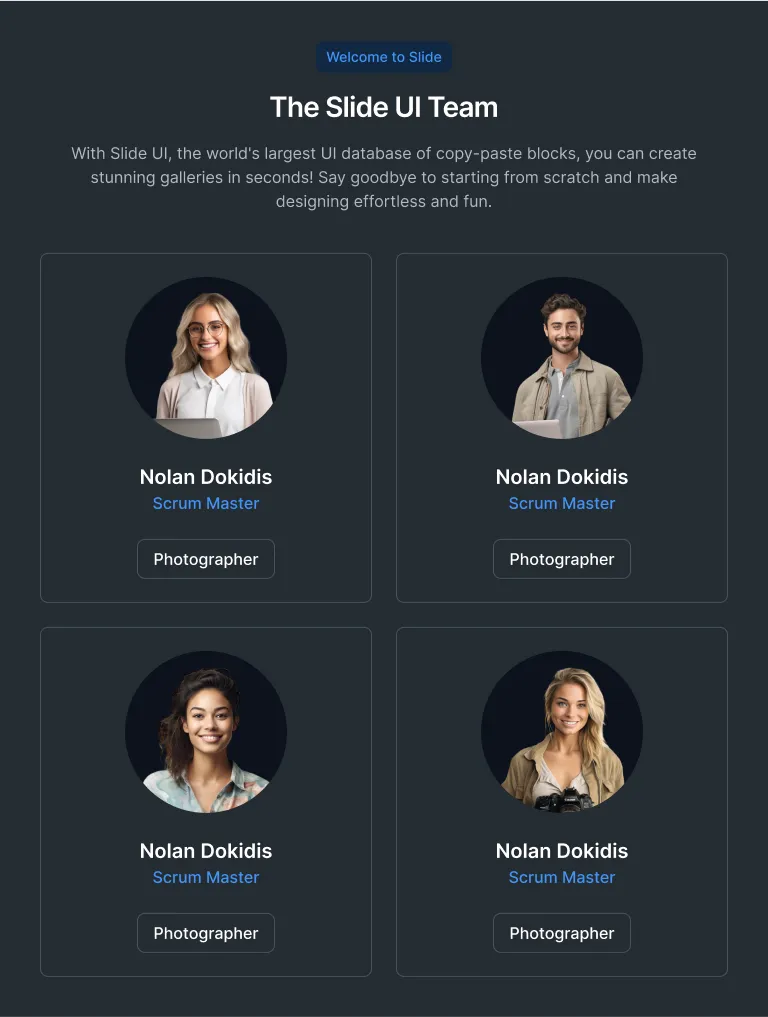 Welcome to Slide
The Slide UI Team
With Slide UI, the world's largest UI database of copy-paste blocks, you can create
stunning galleries in seconds! Say goodbye to starting from scratch and make
designing effortless and fun.
Nolan Dokidis
Scrum Master
Photographer
Nolan Dokidis
Scrum Master
Photographer
Nolan Dokidis
Scrum Master
Photographer
Nolan Dokidis
Scrum Master
Photographer